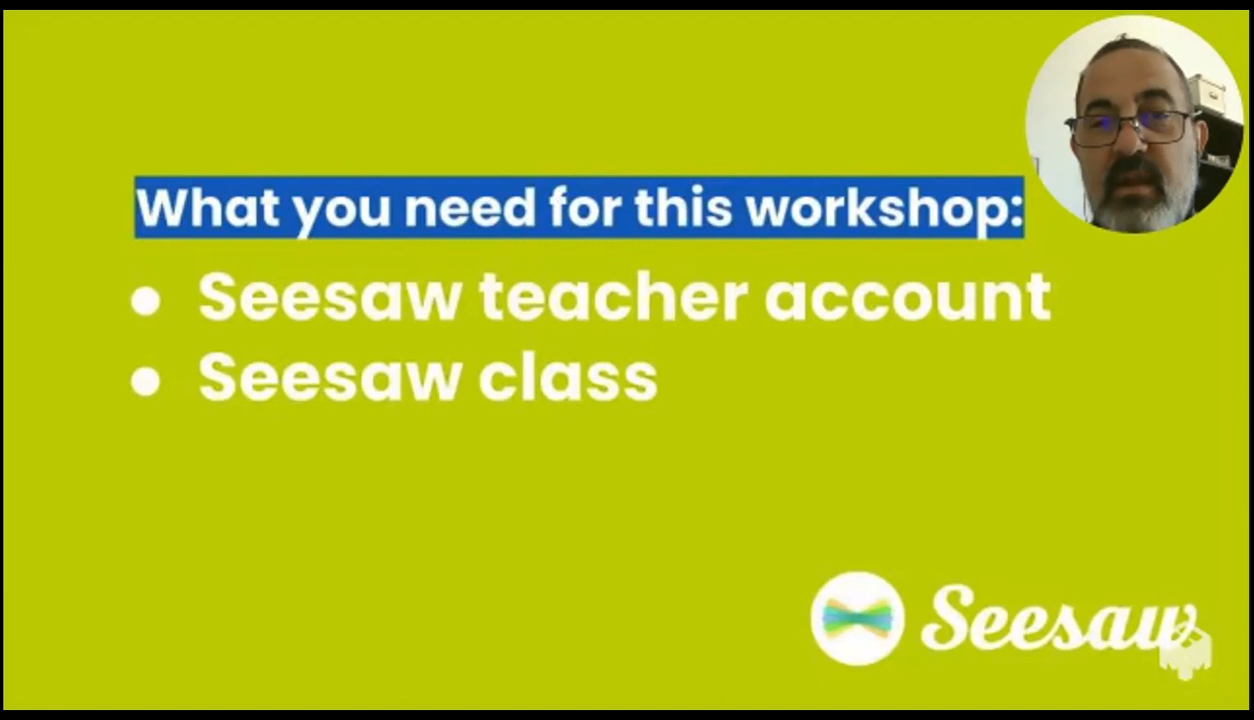 What you need for this workshop:
● Seesaw teacher account
● Seesaw class
Seesaw